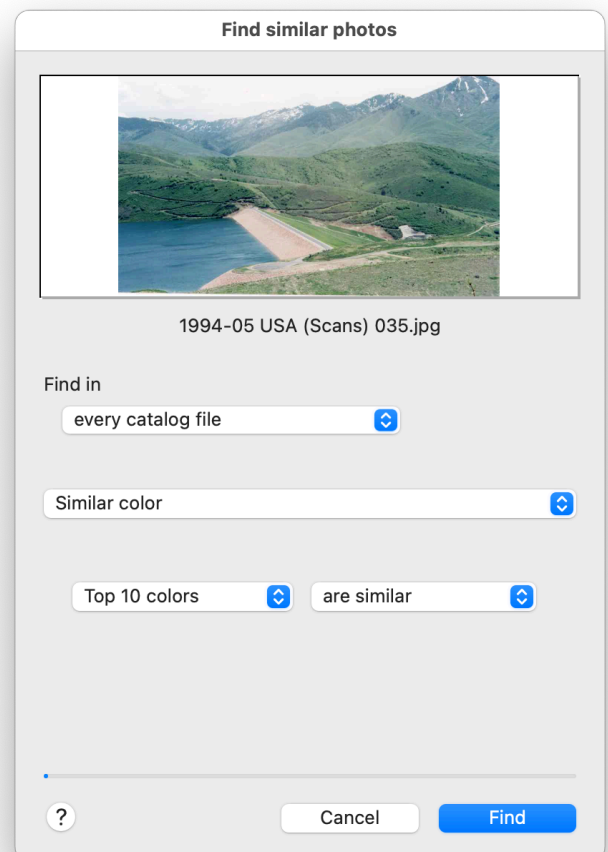 Find similar photos
1994-05 USA (Scans) 035.jpg
Find in
every catalog file
Similar color
Top 10 colors are similar
? Cancel Find